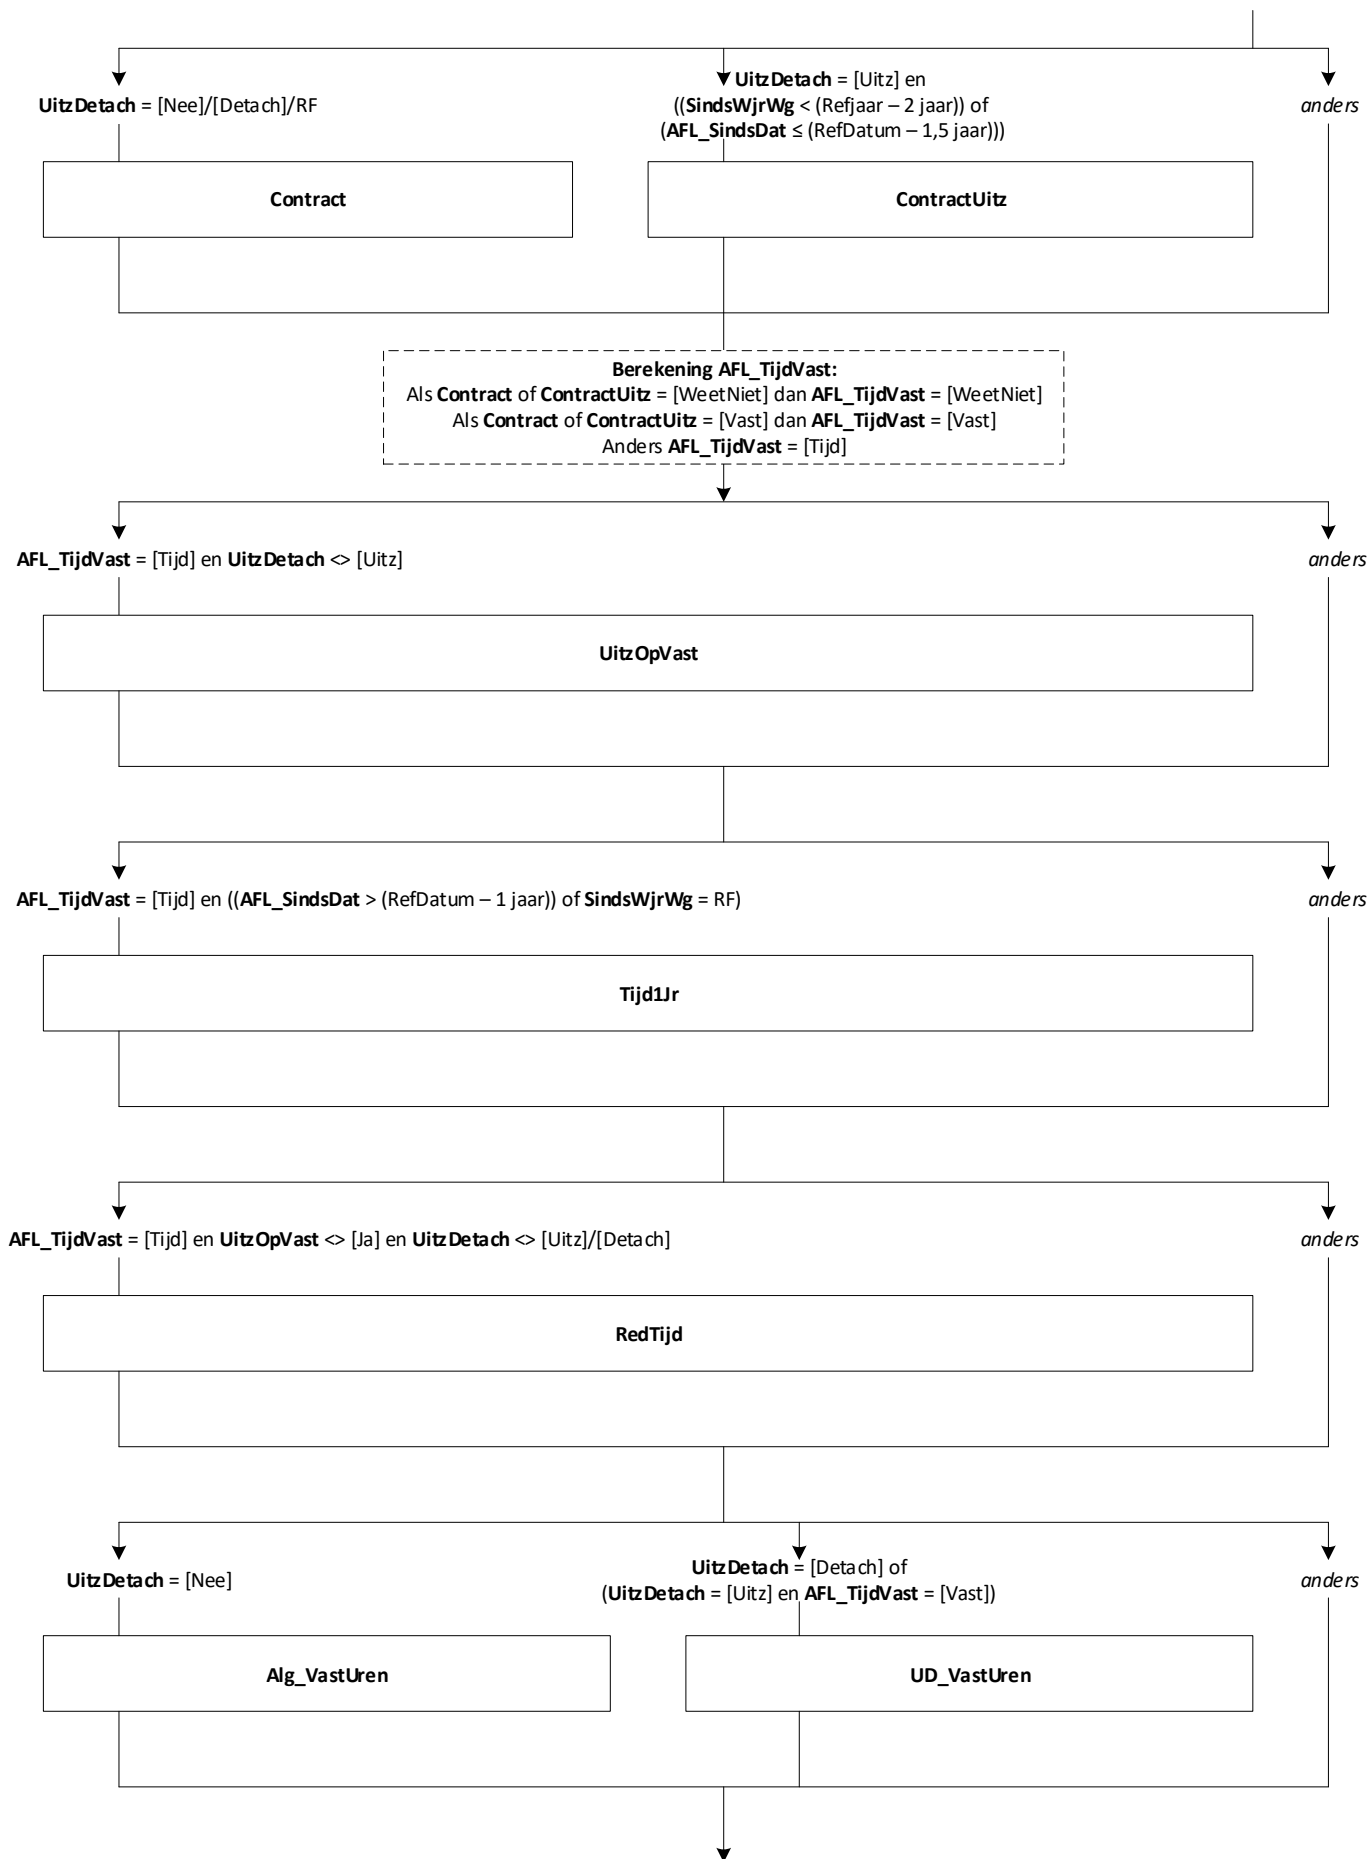 UitzDetach = [Nee]/[Detach]/RF
UitzDetach = [Uitz] en
((SindsWjrWg < (Refjaar – 2 jaar)) of
(AFL_SindsDat ≤ (RefDatum – 1,5 jaar)))
anders
Contract
ContractUitz
Berekening AFL_TijdVast:
Als Contract of ContractUitz = [WeetNiet] dan AFL_TijdVast = [WeetNiet]
Als Contract of ContractUitz = [Vast] dan AFL_TijdVast = [Vast]
Anders AFL_TijdVast = [Tijd]
AFL_TijdVast = [Tijd] en UitzDetach <> [Uitz]
anders
UitzOpVast
AFL_TijdVast = [Tijd] en ((AFL_SindsDat > (RefDatum – 1 jaar)) of SindsWjrWg = RF)
anders
Tijd1Jr
AFL_TijdVast = [Tijd] en UitzOpVast <> [Ja] en UitzDetach <> [Uitz]/[Detach]
anders
RedTijd
UitzDetach = [Nee]
UitzDetach = [Detach] of
(UitzDetach = [Uitz] en AFL_TijdVast = [Vast])
anders
Alg_VastUren
UD_VastUren